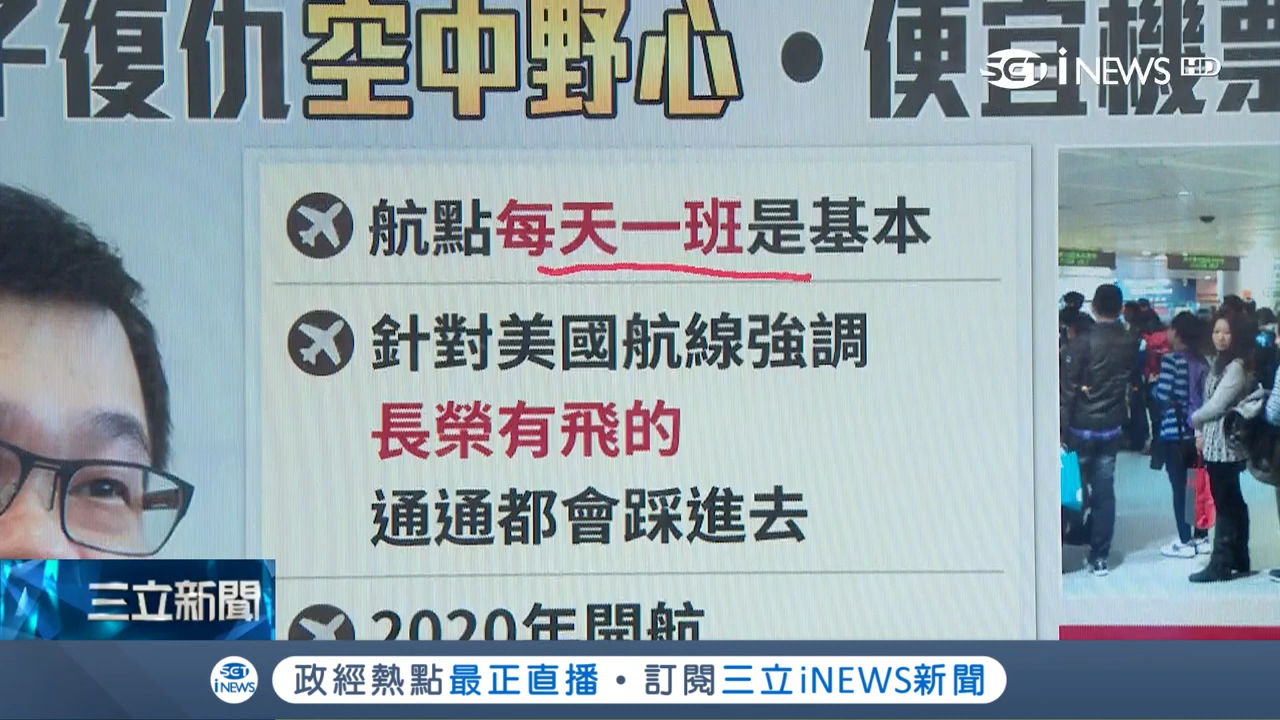 子復仇空中野心・便宜機票
SET iNEWS HD
航點每天一班是基本
針對美國航線強調
長榮有飛的
通通都會踩進去
2020年開航
三立新聞
SET iNEWS
政經熱點最正直播・訂閱三立iNEWS新聞